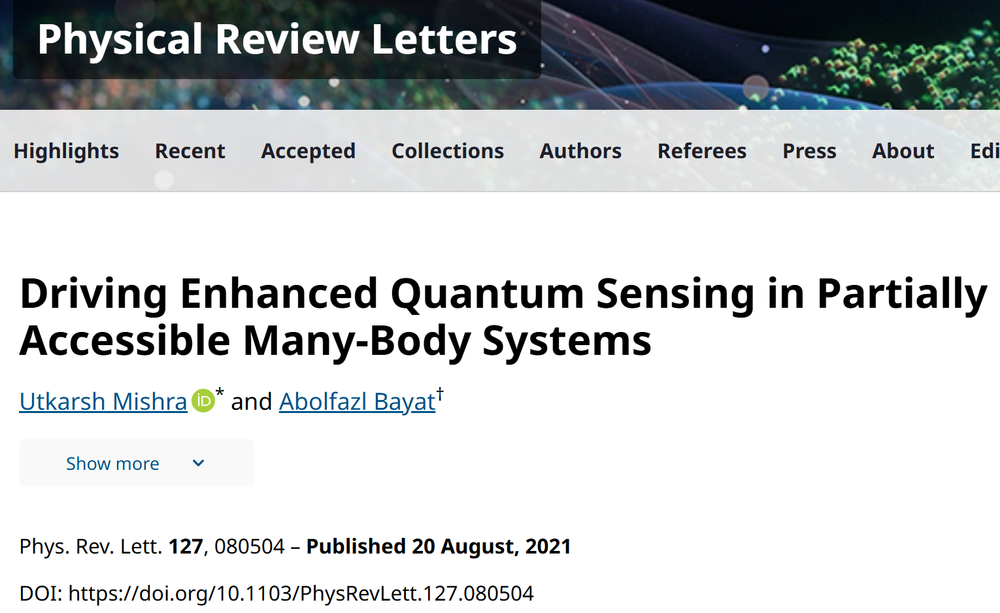 Physical Review Letters
Highlights Recent Accepted Collections Authors Referees Press About Edi
Driving Enhanced Quantum Sensing in Partially
Accessible Many-Body Systems
Utkarsh Mishra iD* and Abolfazl Bayat†
Show more
Phys. Rev. Lett. 127, 080504 – Published 20 August, 2021
DOI: https://doi.org/10.1103/PhysRevLett.127.080504